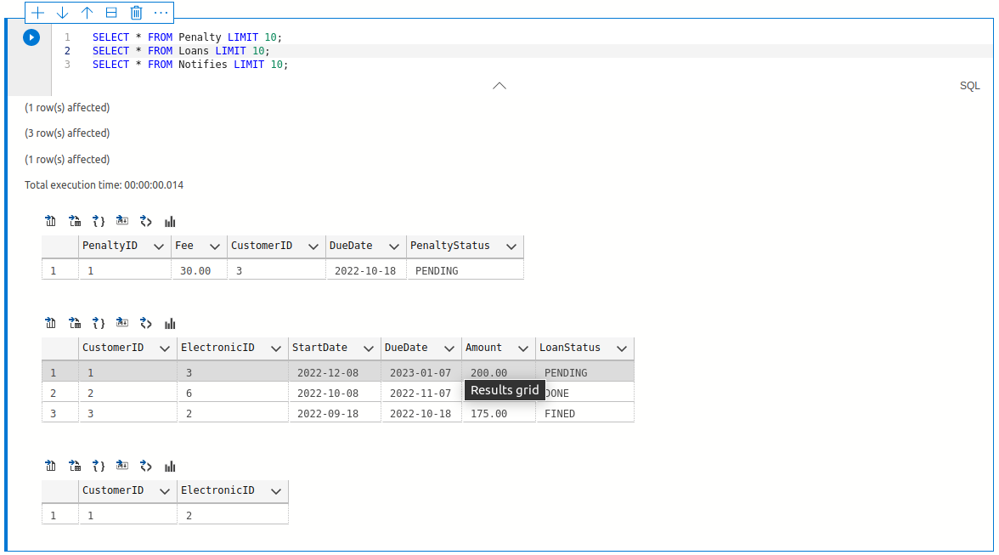 1 SELECT * FROM Penalty LIMIT 10;
2 SELECT * FROM Loans LIMIT 10;
3 SELECT * FROM Notifies LIMIT 10;
SQL
(1 row(s) affected)
(3 row(s) affected)
(1 row(s) affected)
Total execution time: 00:00:00.014
PenaltyID Fee CustomerID DueDate PenaltyStatus
1 1 30.00 3 2022-10-18 PENDING
CustomerID ElectronicID StartDate DueDate Amount LoanStatus
1 1 3 2022-12-08 2023-01-07 200.00 PENDING
Results grid
2 2 6 2022-10-08 2022-11-07 DONE
3 3 2 2022-09-18 2022-10-18 175.00 FINED
CustomerID ElectronicID
1 1 2